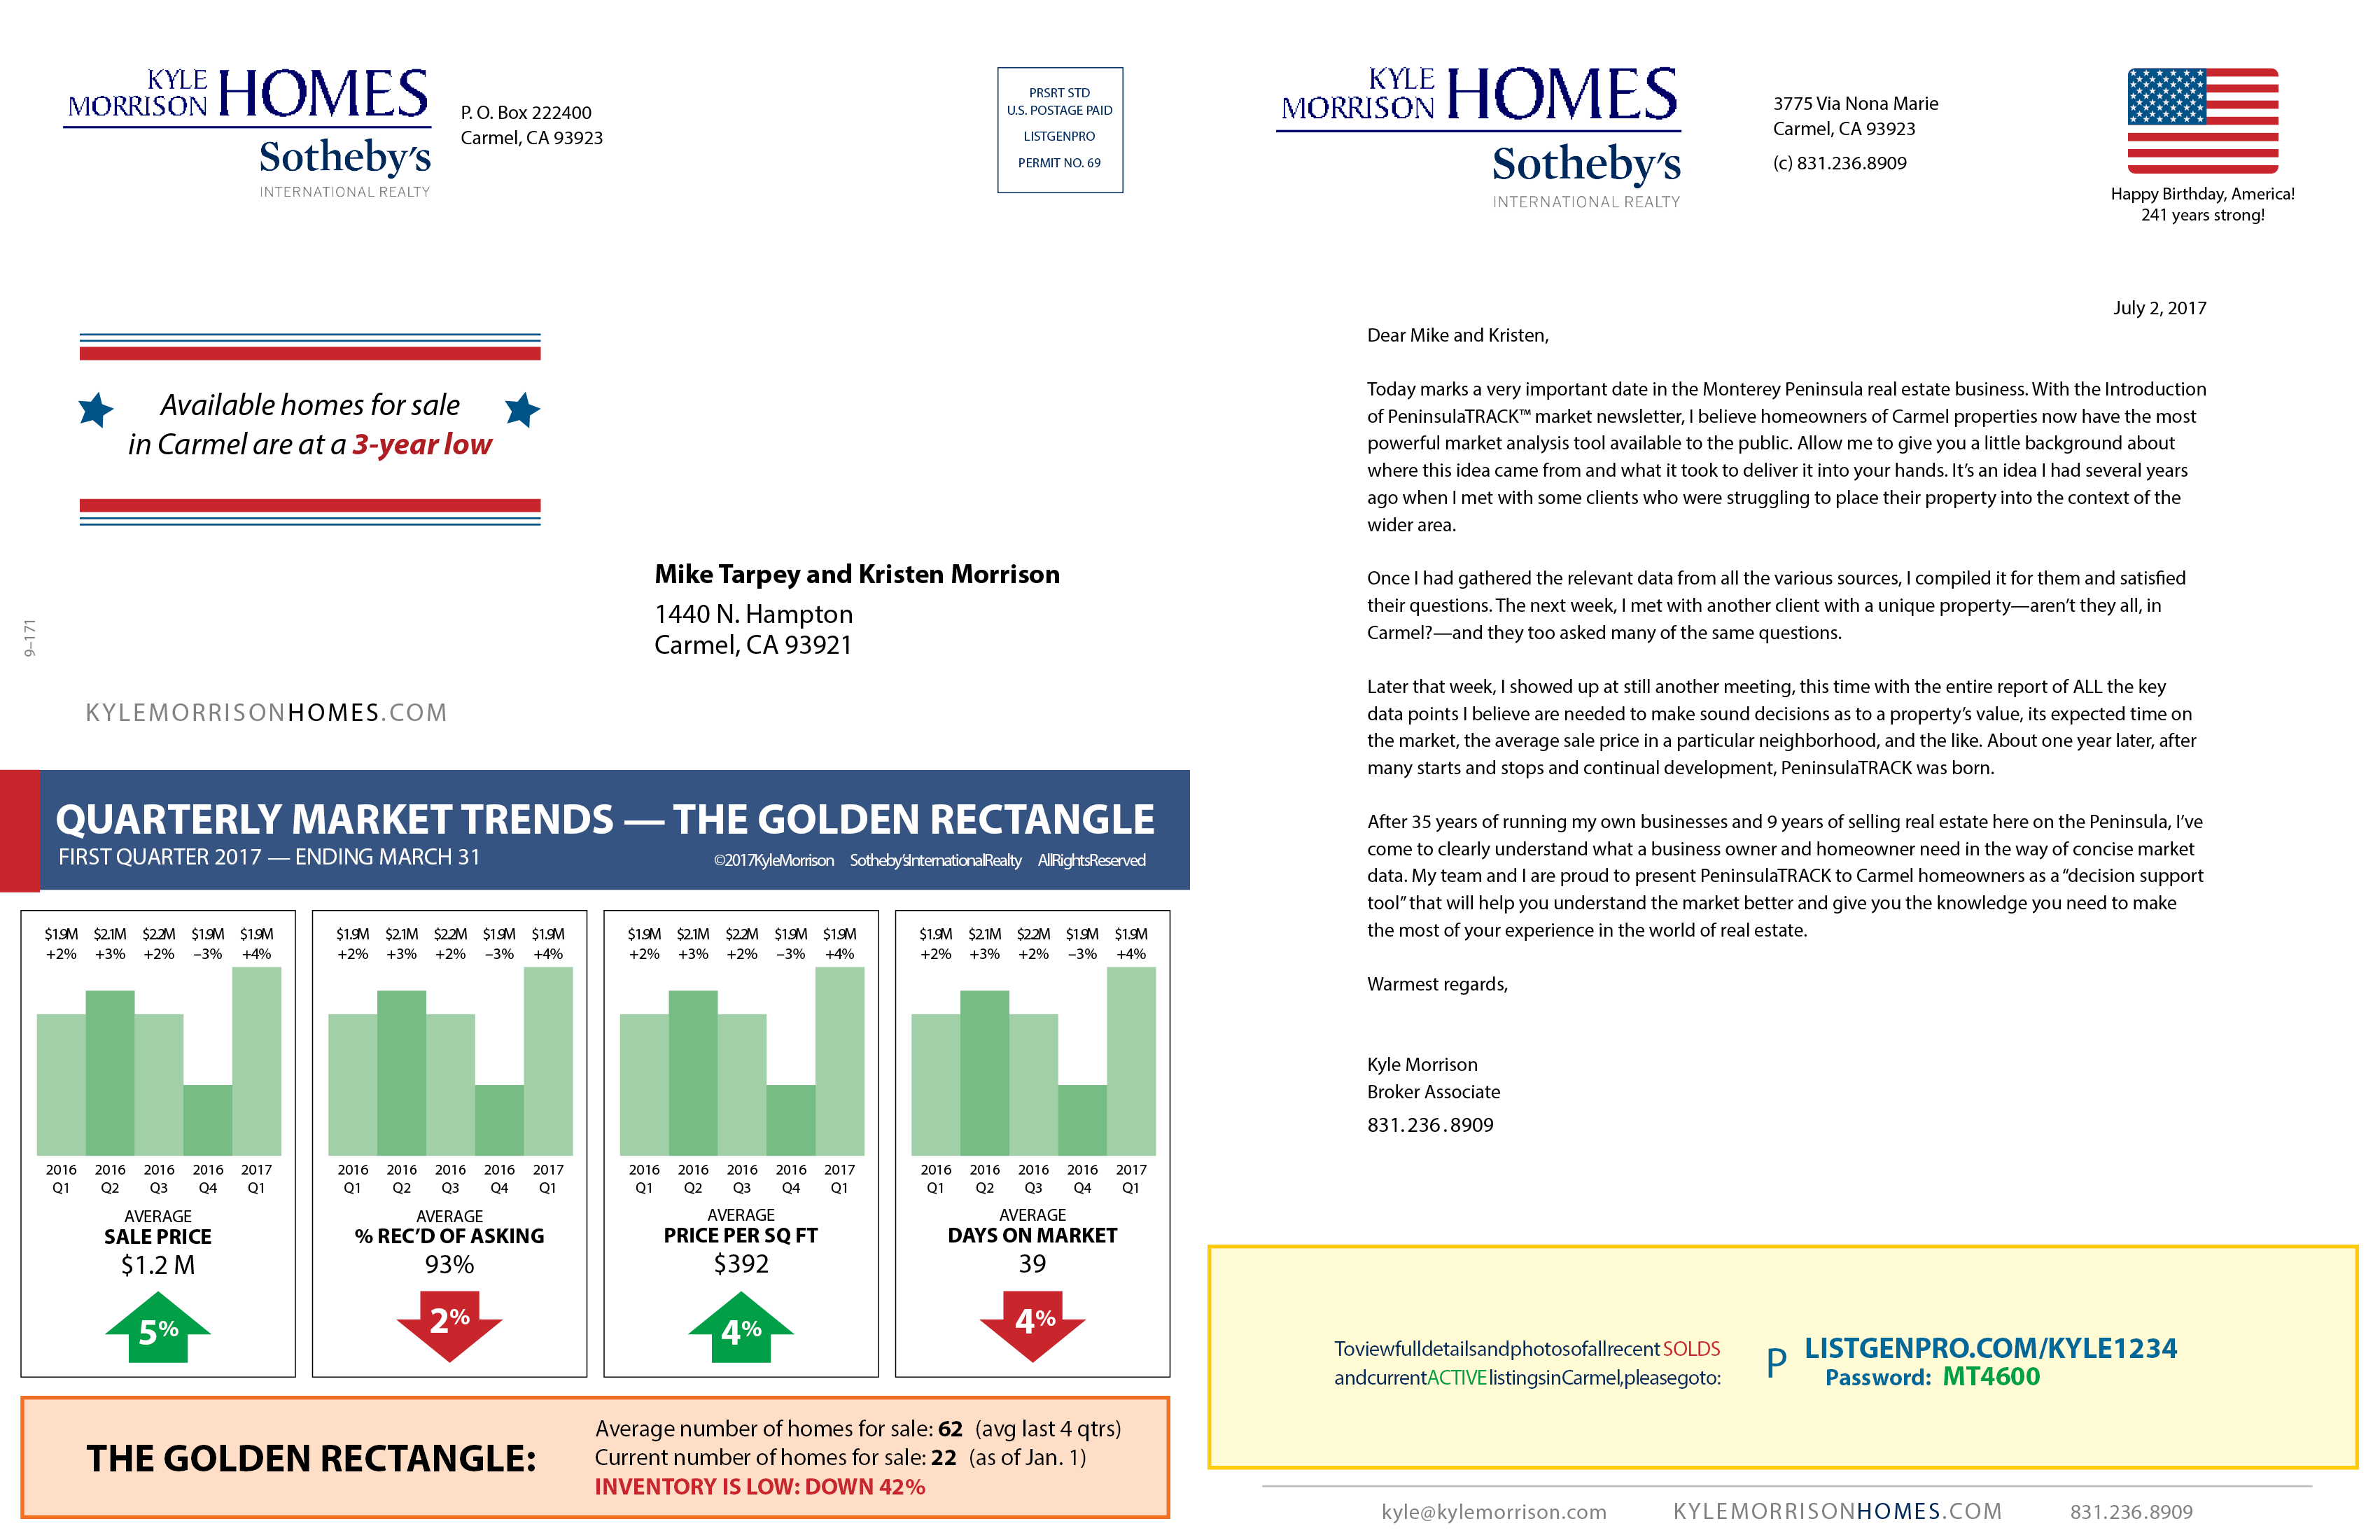 KYLE
MORRISON HOMES
Sotheby's
INTERNATIONAL REALTY
P. O. Box 222400
Carmel, CA 93923
PRSRT STD
U.S. POSTAGE PAID
LISTGENPRO
PERMIT NO. 69
Available homes for sale
in Carmel are at a 3-year low
Mike Tarpey and Kristen Morrison
1440 N. Hampton
Carmel, CA 93921
9–171
KYLEMORRISONHOMES.COM
QUARTERLY MARKET TRENDS — THE GOLDEN RECTANGLE
FIRST QUARTER 2017 — ENDING MARCH 31
©2017KyleMorrison Sotheby'sInternationalRealty AllRightsReserved
$1.9M $2.1M $2.2M $1.9M $1.9M
+2% +3% +2% –3% +4%
2016 2016 2016 2016 2017
Q1 Q2 Q3 Q4 Q1
AVERAGE
SALE PRICE
$1.2 M
5%
$1.9M $2.1M $2.2M $1.9M $1.9M
+2% +3% +2% –3% +4%
2016 2016 2016 2016 2017
Q1 Q2 Q3 Q4 Q1
AVERAGE
% REC'D OF ASKING
93%
2%
$1.9M $2.1M $2.2M $1.9M $1.9M
+2% +3% +2% –3% +4%
2016 2016 2016 2016 2017
Q1 Q2 Q3 Q4 Q1
AVERAGE
PRICE PER SQ FT
$392
4%
$1.9M $2.1M $2.2M $1.9M $1.9M
+2% +3% +2% –3% +4%
2016 2016 2016 2016 2017
Q1 Q2 Q3 Q4 Q1
AVERAGE
DAYS ON MARKET
39
4%
THE GOLDEN RECTANGLE:
Average number of homes for sale: 62 (avg last 4 qtrs)
Current number of homes for sale: 22 (as of Jan. 1)
INVENTORY IS LOW: DOWN 42%
KYLE
MORRISON HOMES
Sotheby's
INTERNATIONAL REALTY
3775 Via Nona Marie
Carmel, CA 93923
(c) 831.236.8909
Happy Birthday, America!
241 years strong!
July 2, 2017
Dear Mike and Kristen,
Today marks a very important date in the Monterey Peninsula real estate business. With the Introduction
of PeninsulaTRACK™ market newsletter, I believe homeowners of Carmel properties now have the most
powerful market analysis tool available to the public. Allow me to give you a little background about
where this idea came from and what it took to deliver it into your hands. It's an idea I had several years
ago when I met with some clients who were struggling to place their property into the context of the
wider area.
Once I had gathered the relevant data from all the various sources, I compiled it for them and satisfied
their questions. The next week, I met with another client with a unique property—aren't they all, in
Carmel?—and they too asked many of the same questions.
Later that week, I showed up at still another meeting, this time with the entire report of ALL the key
data points I believe are needed to make sound decisions as to a property's value, its expected time on
the market, the average sale price in a particular neighborhood, and the like. About one year later, after
many starts and stops and continual development, PeninsulaTRACK was born.
After 35 years of running my own businesses and 9 years of selling real estate here on the Peninsula, I've
come to clearly understand what a business owner and homeowner need in the way of concise market
data. My team and I are proud to present PeninsulaTRACK to Carmel homeowners as a "decision support
tool" that will help you understand the market better and give you the knowledge you need to make
the most of your experience in the world of real estate.
Warmest regards,
Kyle Morrison
Broker Associate
831.236.8909
Toviewfulldetailsandphotosofallrecent SOLDS
andcurrentACTIVElistingsinCarmel,pleasegoto:
P
LISTGENPRO.COM/KYLE1234
Password: MT4600
kyle@kylemorrison.com KYLEMORRISONHOMES.COM 831.236.8909